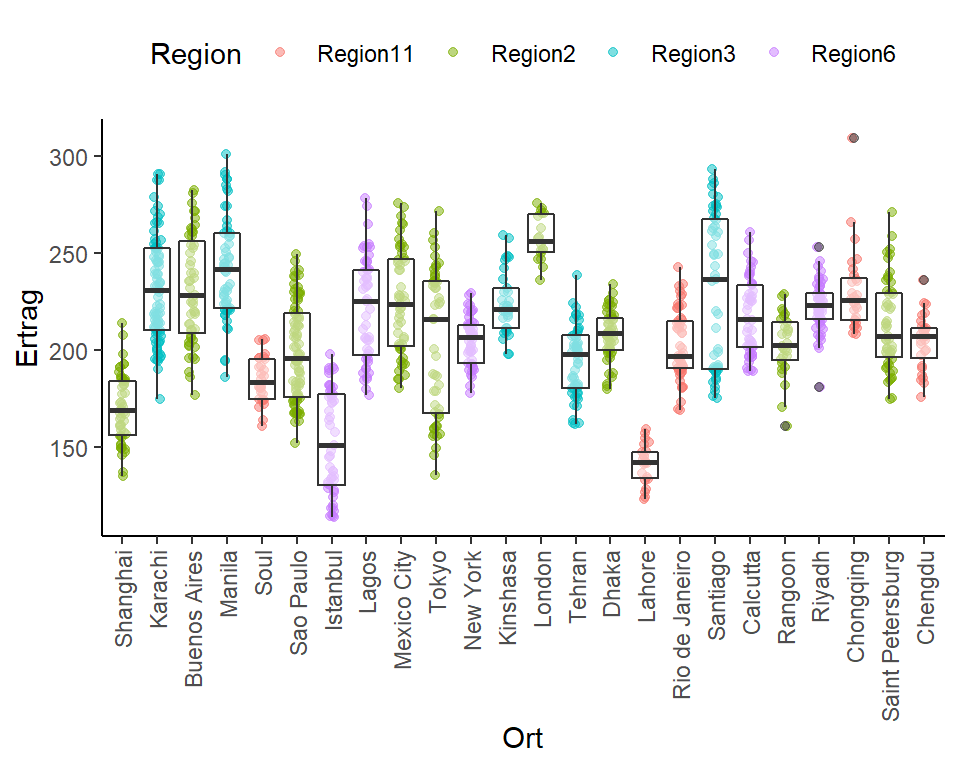 Region Region11 Region2 Region3 Region6
Ertrag
300
250
200
150
Shanghai
Karachi
Buenos Aires
Manila
Soul
Sao Paulo
Istanbul
Lagos
Mexico City
Tokyo
New York
Kinshasa
London
Tehran
Dhaka
Lahore
Rio de Janeiro
Santiago
Calcutta
Rangoon
Riyadh
Chongqing
Saint Petersburg
Chengdu
Ort